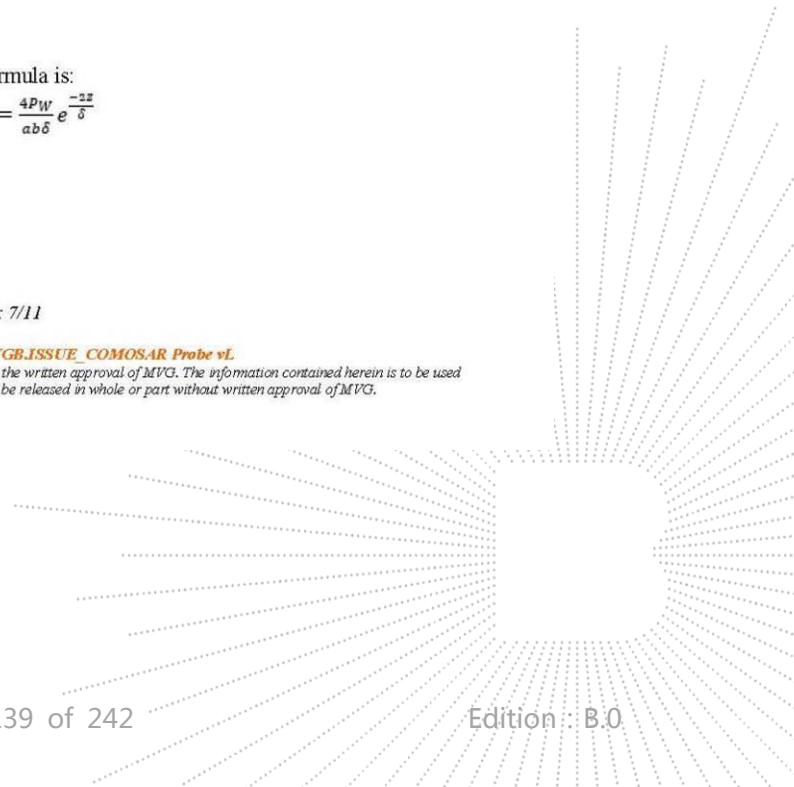 rmula is:
= 4PW/abδ e^(-2Z/δ)
: 7/11
GB.ISSUE_COMOSAR Probe vL
the written approval of MVG. The information contained herein is to be used
be released in whole or part without written approval of MVG.
39 of 242 Edition : B.0